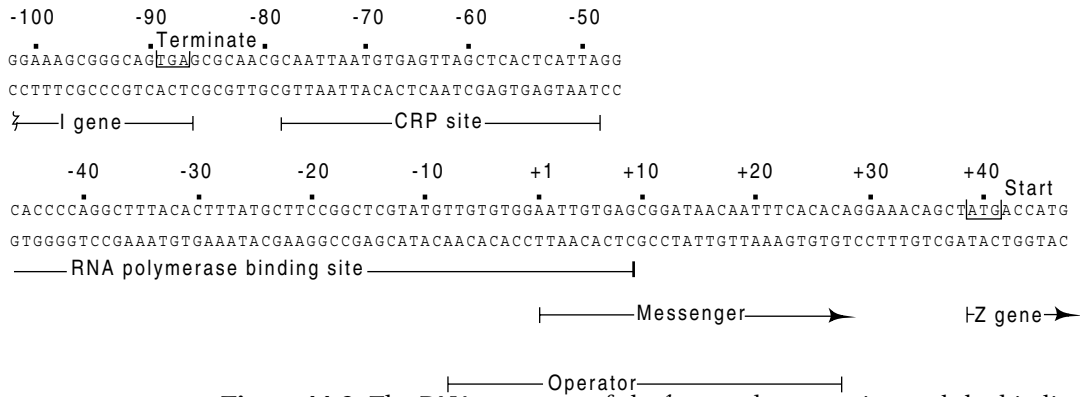 -100 -90 -80 -70 -60 -50
Terminate
GGAAAGCGGGCAGTGAGCGCAACGCAATTAATGTGAGTTAGCTCACTCATTAGG
CCTTTCGCCCGTCACTCGCGTTGCGTTAATTACACTCAATCGAGTGAGTAATCC
I gene CRP site
-40 -30 -20 -10 +1 +10 +20 +30 +40
Start
CACCCCAGGCTTTACACTTTATGCTTCCGGCTCGTATGTTGTGTGGAATTGTGAGCGGATAACAATTTCACACAGGAAACAGCTATGACCATG
GTGGGGTCCGAAATGTGAAATACGAAGGCCGAGCATACAACACACCTTAACACTCGCCTATTGTTAAAGTGTGTCCTTTGTCGATACTGGTAC
RNA polymerase binding site
Messenger Z gene
Operator